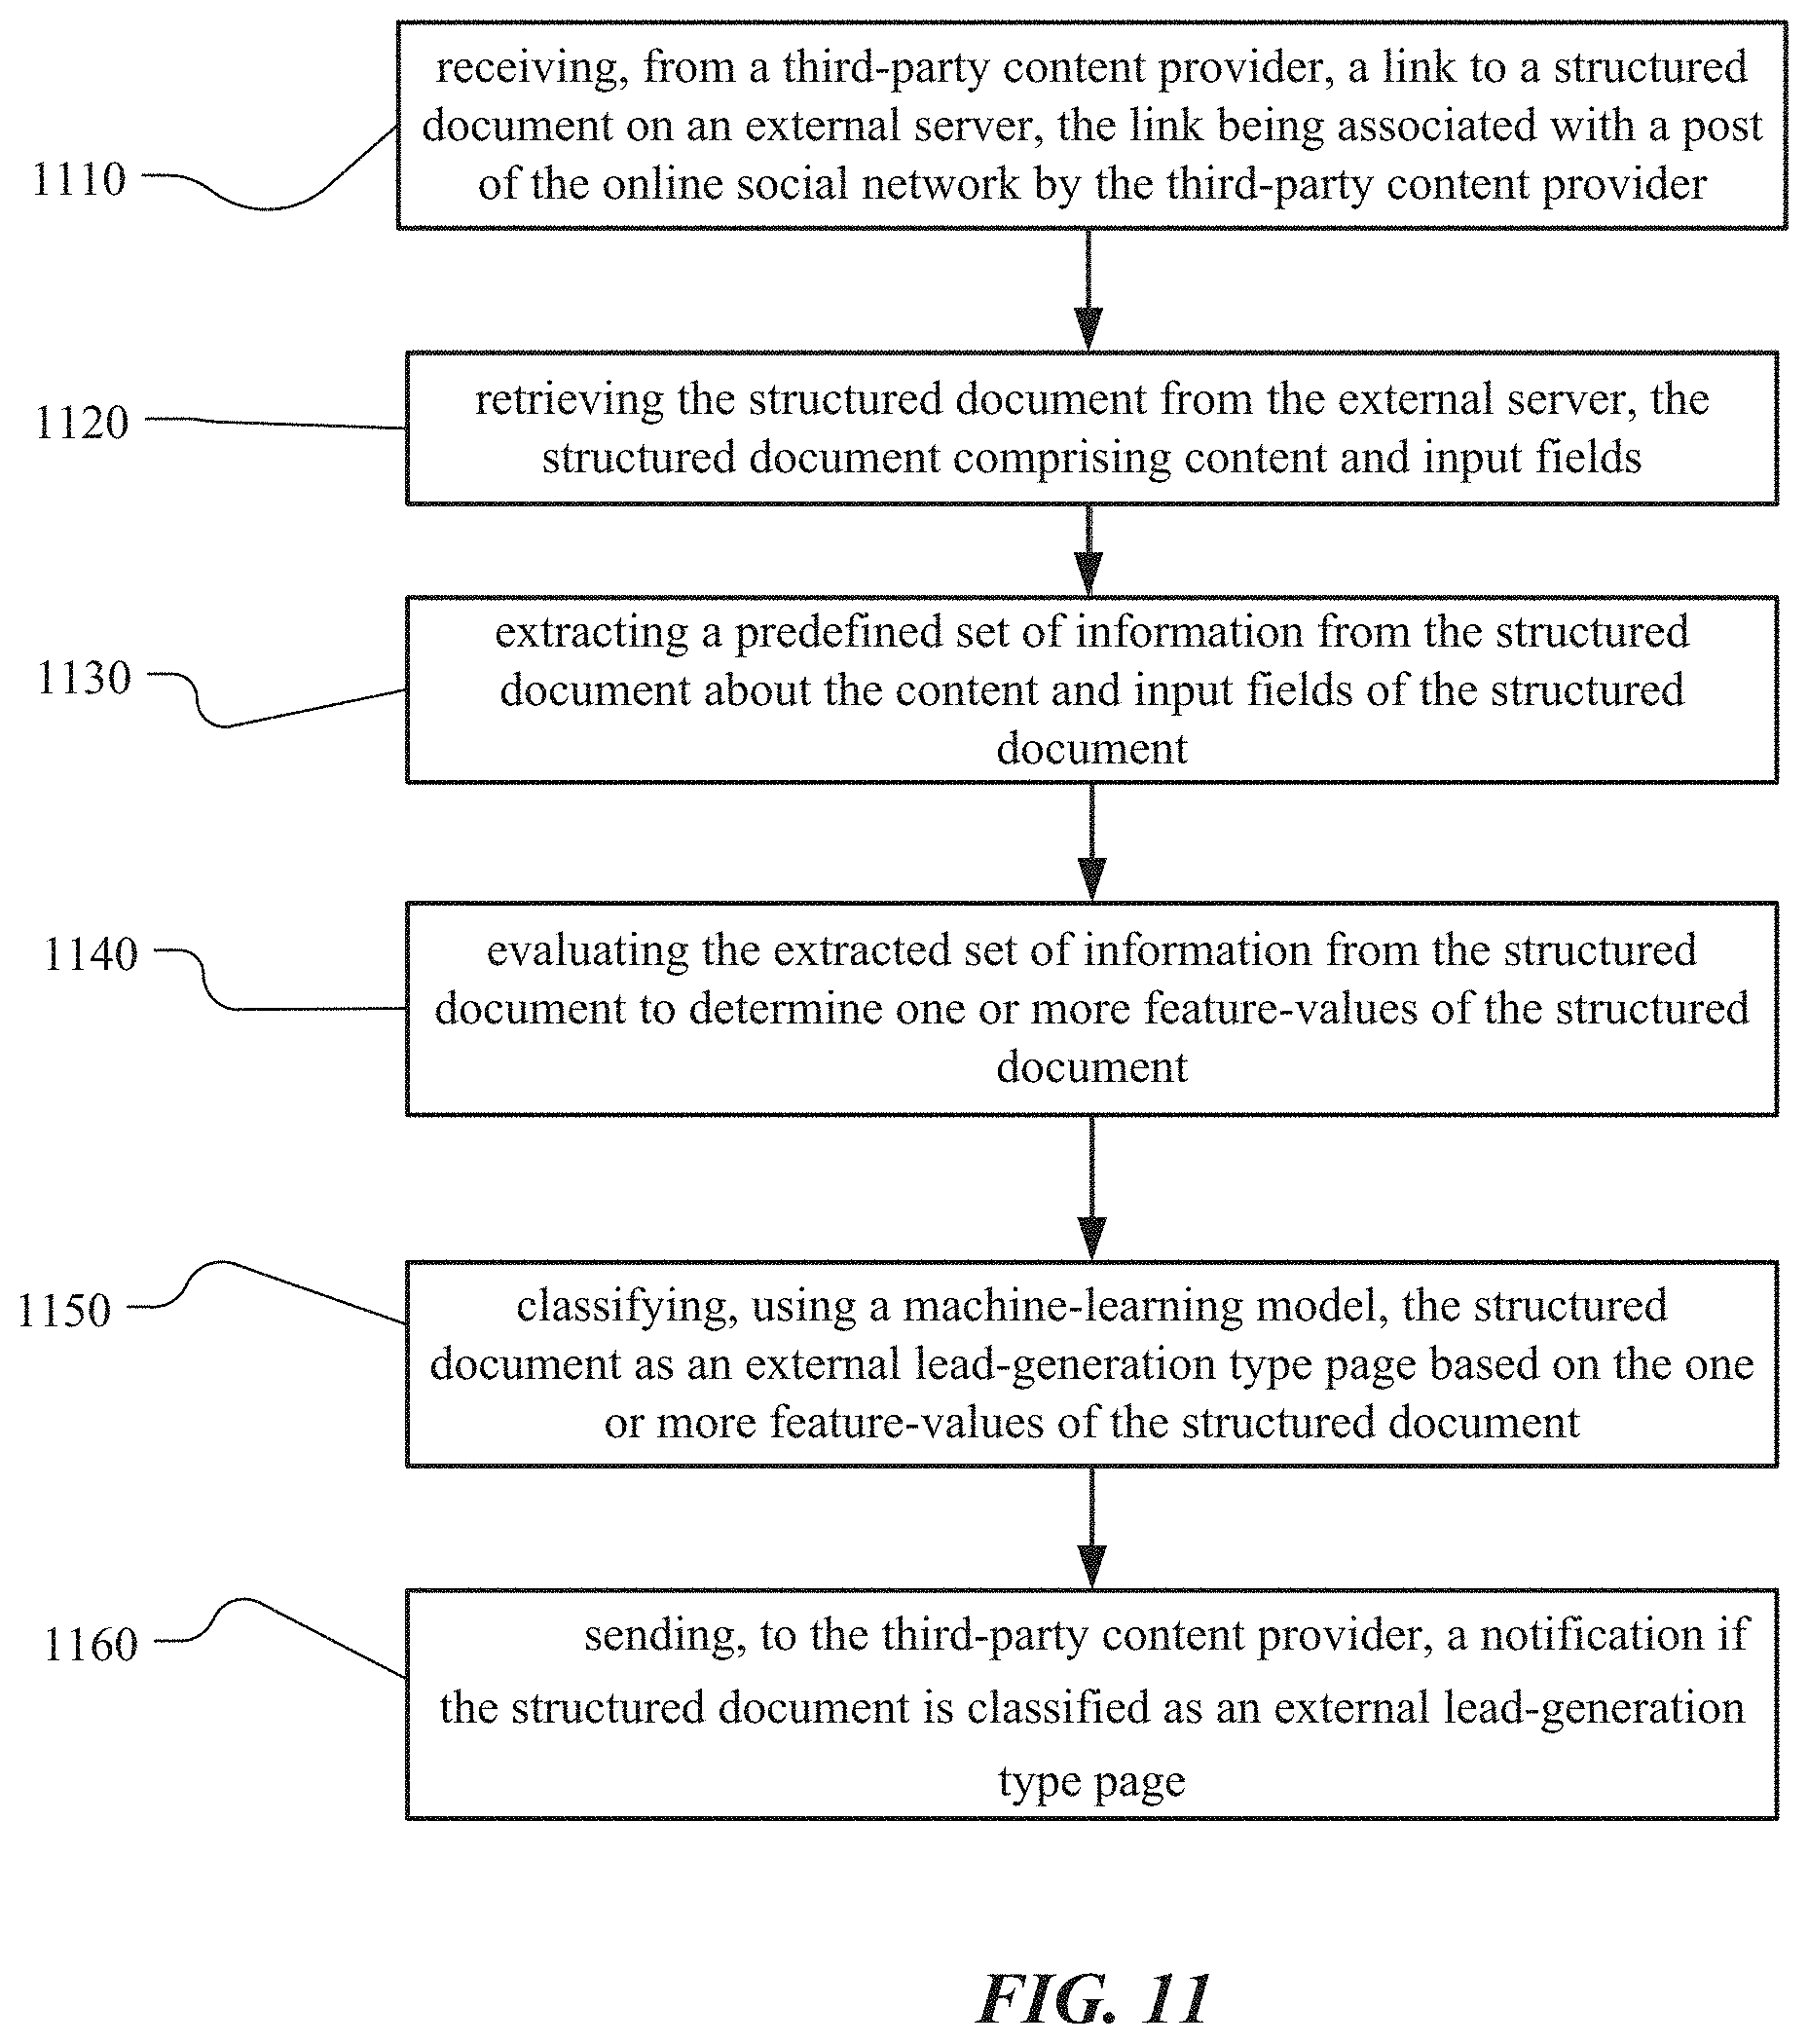 receiving, from a third-party content provider, a link to a structured
document on an external server, the link being associated with a post
of the online social network by the third-party content provider
1110
retrieving the structured document from the external server, the
structured document comprising content and input fields
1120
extracting a predefined set of information from the structured
document about the content and input fields of the structured
document
1130
evaluating the extracted set of information from the structured
document to determine one or more feature-values of the structured
document
1140
classifying, using a machine-learning model, the structured
document as an external lead-generation type page based on the one
or more feature-values of the structured document
1150
sending, to the third-party content provider, a notification if
the structured document is classified as an external lead-generation
type page
1160
FIG. 11